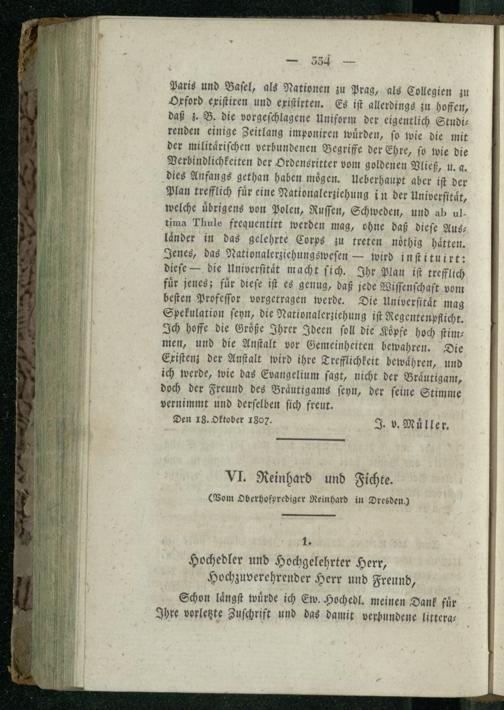 — 534 —
Paris und Basel, als Nationen zu Prag, als Collegien zu
Oxford existiren und existirten. Es ist allerdings zu hoffen,
daß z. B. die vorgeschlagene Uniform der eigentlich Studi-
renden einige Zeitlang imponiren würden, so wie die mit
der militärischen verbundenen Begriffe der Ehre, so wie die
Verbindlichkeiten der Ordensritter vom goldenen Vließ, u. a.
dies Anfangs gethan haben mögen. Ueberhaupt aber ist der
Plan trefflich für eine Nationalerziehung in der Universität,
welche übrigens von Polen, Russen, Schweden, und ab ul-
tima Thule frequentirt werden mag, ohne daß diese Aus-
länder in das gelehrte Corps zu treten nöthig hätten.
Jenes, das Nationalerziehungswesen — wird instituirt:
diese — die Universität macht sich. Ihr Plan ist trefflich
für jenes; für diese ist es genug, daß jede Wissenschaft vom
besten Professor vorgetragen werde. Die Universität mag
Spekulation seyn, die Nationalerziehung ist Regentenpflicht.
Ich hoffe die Größe Ihrer Ideen soll die Köpfe hoch stim-
men, und die Anstalt vor Gemeinheiten bewahren. Die
Existenz der Anstalt wird ihre Trefflichkeit bewähren, und
ich werde, wie das Evangelium sagt, nicht der Bräutigam,
doch der Freund des Bräutigams seyn, der seine Stimme
vernimmt und derselben sich freut.
Den 18. Oktober 1807. J. v. Müller.
VI. Reinhard und Fichte.
(Vom Oberhofprediger Reinhard in Dresden.)
1.
Hochedler und Hochgelehrter Herr,
Hochzuverehrender Herr und Freund,
Schon längst würde ich Ew. Hochedl. meinen Dank für
Ihre vorletzte Zuschrift und das damit verbundene littera-